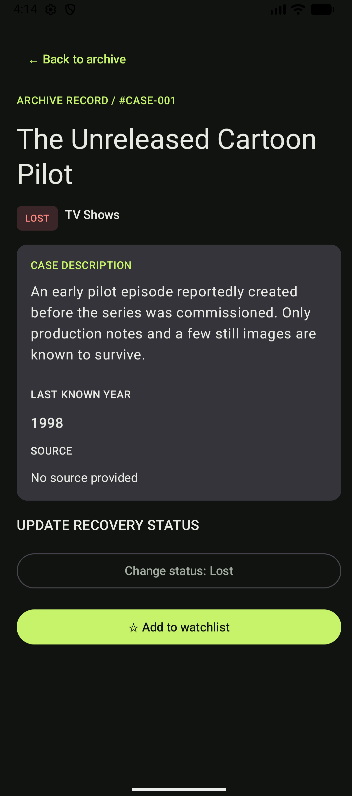 4:14
← Back to archive
ARCHIVE RECORD / #CASE-001
The Unreleased Cartoon
Pilot
LOST TV Shows
CASE DESCRIPTION
An early pilot episode reportedly created
before the series was commissioned. Only
production notes and a few still images are
known to survive.
LAST KNOWN YEAR
1998
SOURCE
No source provided
UPDATE RECOVERY STATUS
Change status: Lost
☆ Add to watchlist